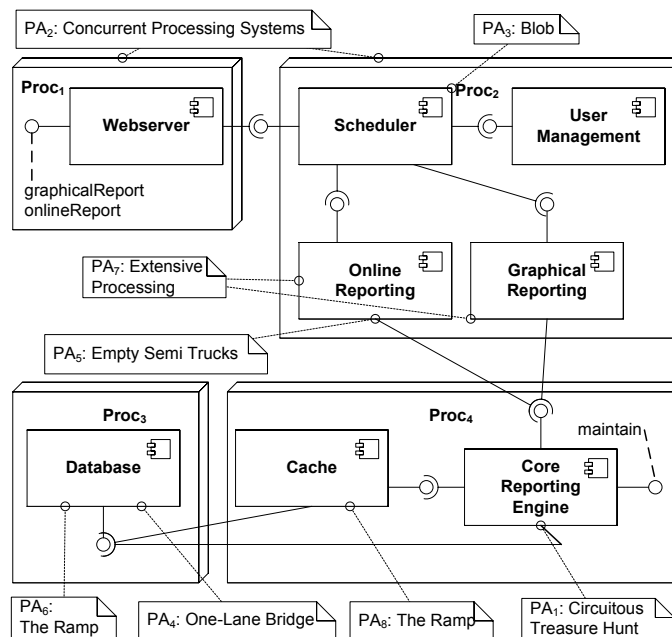 PA₂: Concurrent Processing Systems
PA₃: Blob
Proc₁
Proc₂
Webserver
Scheduler
User
Management
graphicalReport
onlineReport
PA₇: Extensive
Processing
Online
Reporting
Graphical
Reporting
PA₅: Empty Semi Trucks
Proc₃
Proc₄
maintain
Database
Cache
Core
Reporting
Engine
PA₆:
The Ramp
PA₄: One-Lane Bridge
PA₈: The Ramp
PA₁: Circuitous
Treasure Hunt